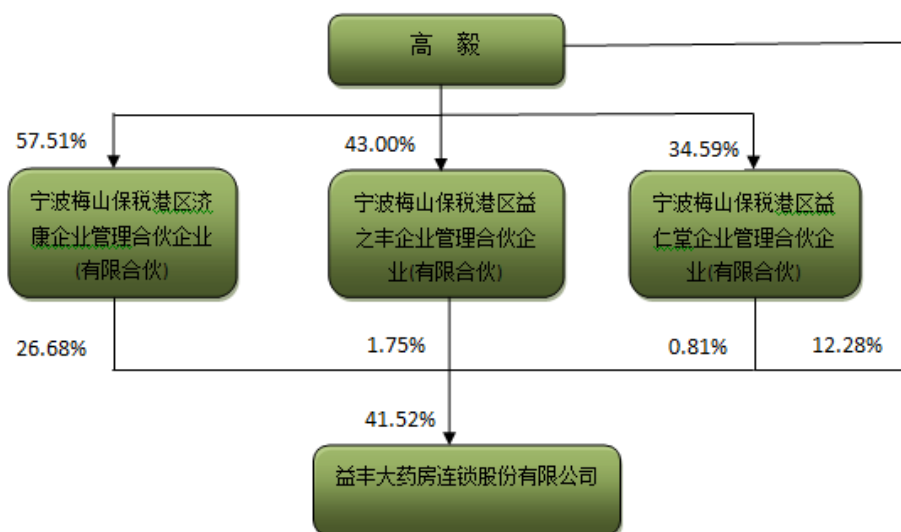 高 毅
57.51%
43.00%
34.59%
宁波梅山保税港区济
康企业管理合伙企业
(有限合伙)
宁波梅山保税港区益
之丰企业管理合伙企
业(有限合伙)
宁波梅山保税港区益
仁堂企业管理合伙企
业(有限合伙)
26.68%
1.75%
0.81%
12.28%
41.52%
益丰大药房连锁股份有限公司